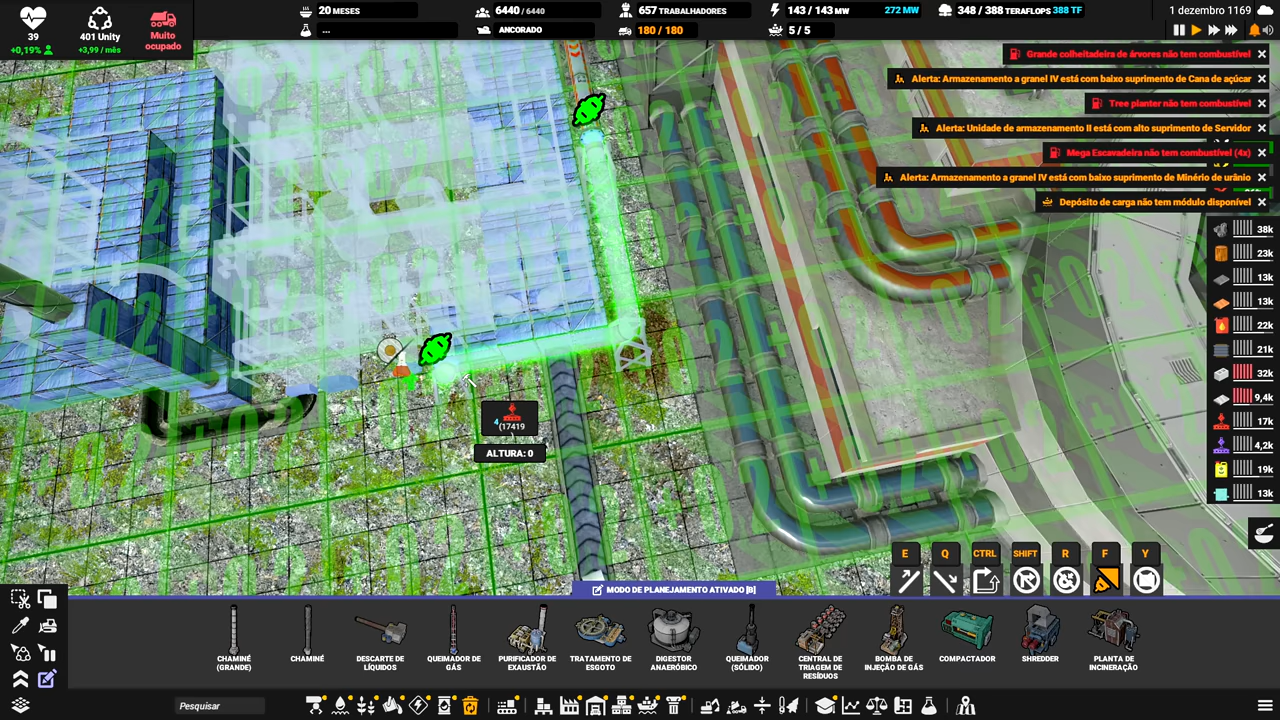 20 MESES
6440 / 6440
657 TRABALHADORES
143 / 143 MW
272 MW
348 / 388 TERAFLOPS
388 TF
1 dezembro 1169
39
+0,19%
401 Unity
+3,99 / mês
Muito
ocupado
...
ANCORADO
180 / 180
5 / 5
Grande colheitadeira de árvores não tem combustível
Alerta: Armazenamento a granel IV está com baixo suprimento de Cana de açúcar
Tree planter não tem combustível
Alerta: Unidade de armazenamento II está com alto suprimento de Servidor
Mega Escavadeira não tem combustível (4x)
Alerta: Armazenamento a granel IV está com baixo suprimento de Minério de urânio
Depósito de carga não tem módulo disponível
38k
23k
13k
13k
22k
21k
32k
9,4k
17k
4,2k
19k
13k
4 (17419
)
ALTURA: 0
E
Q
CTRL
SHIFT
R
F
Y
MODO DE PLANEJAMENTO ATIVADO [B]
CHAMINÉ
(GRANDE)
CHAMINÉ
DESCARTE DE
LÍQUIDOS
QUEIMADOR DE
GÁS
PURIFICADOR DE
EXAUSTÃO
TRATAMENTO DE
ESGOTO
DIGESTOR
ANAERÓBICO
QUEIMADOR
(SÓLIDO)
CENTRAL DE
TRIAGEM DE
RESÍDUOS
BOMBA DE
INJEÇÃO DE GÁS
COMPACTADOR
SHREDDER
PLANTA DE
INCINERAÇÃO
Pesquisar